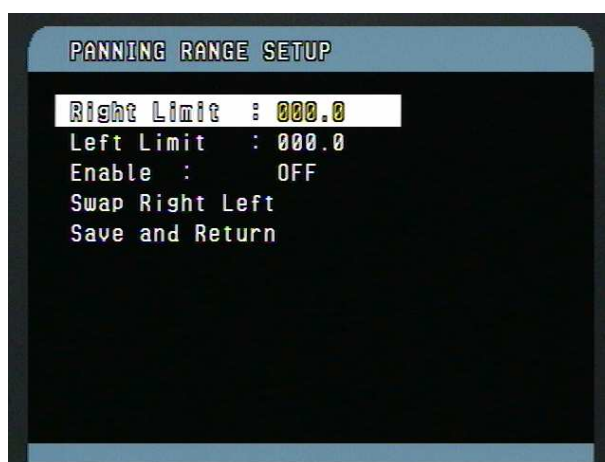 PANNING RANGE SETUP
Right Limit : 000.0
Left Limit : 000.0
Enable : OFF
Swap Right Left
Save and Return